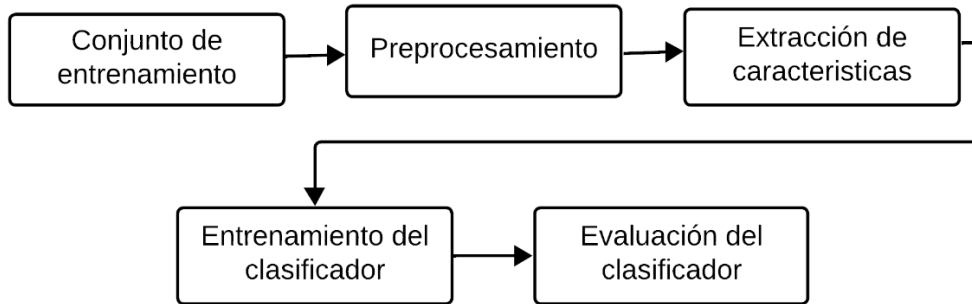 Conjunto de
entrenamiento
Preprocesamiento
Extracción de
caracteristicas
Entrenamiento del
clasificador
Evaluación del
clasificador